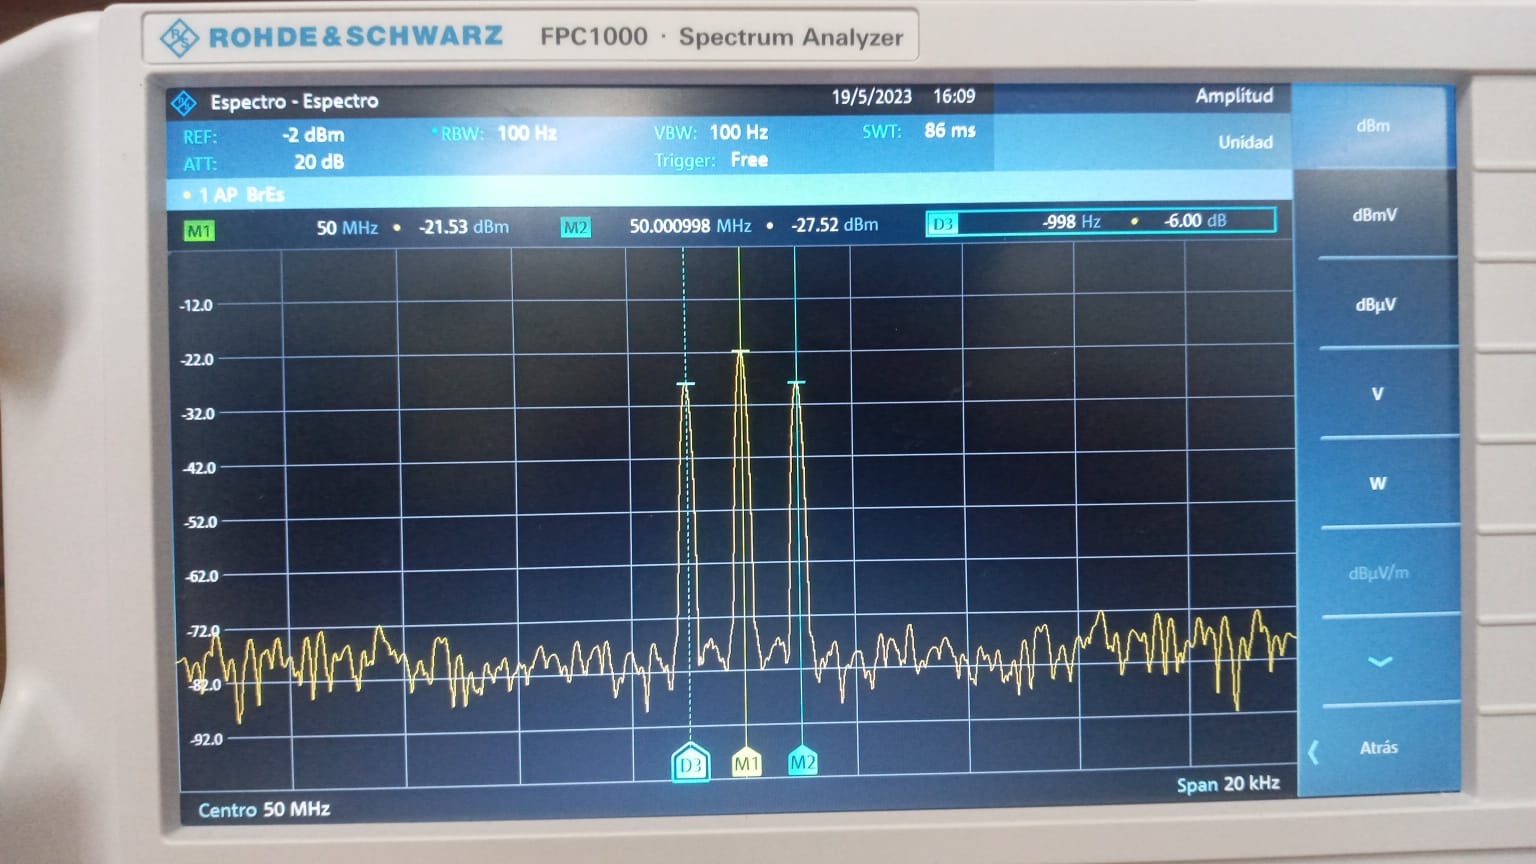 ROHDE&SCHWARZ FPC1000 · Spectrum Analyzer
Espectro - Espectro 19/5/2023 16:09 Amplitud
REF: -2 dBm RBW: 100 Hz VBW: 100 Hz SWT: 86 ms Unidad
ATT: 20 dB Trigger: Free
1 AP BrEs
M1 50 MHz • -21.53 dBm M2 50.000998 MHz • -27.52 dBm D3 -998 Hz • -6.00 dB
-12.0
-22.0
-32.0
-42.0
-52.0
-62.0
-72.0
-82.0
-92.0
D3 M1 M2
Centro 50 MHz Span 20 kHz
dBm
dBmV
dBµV
V
W
dBµV/m
Atrás